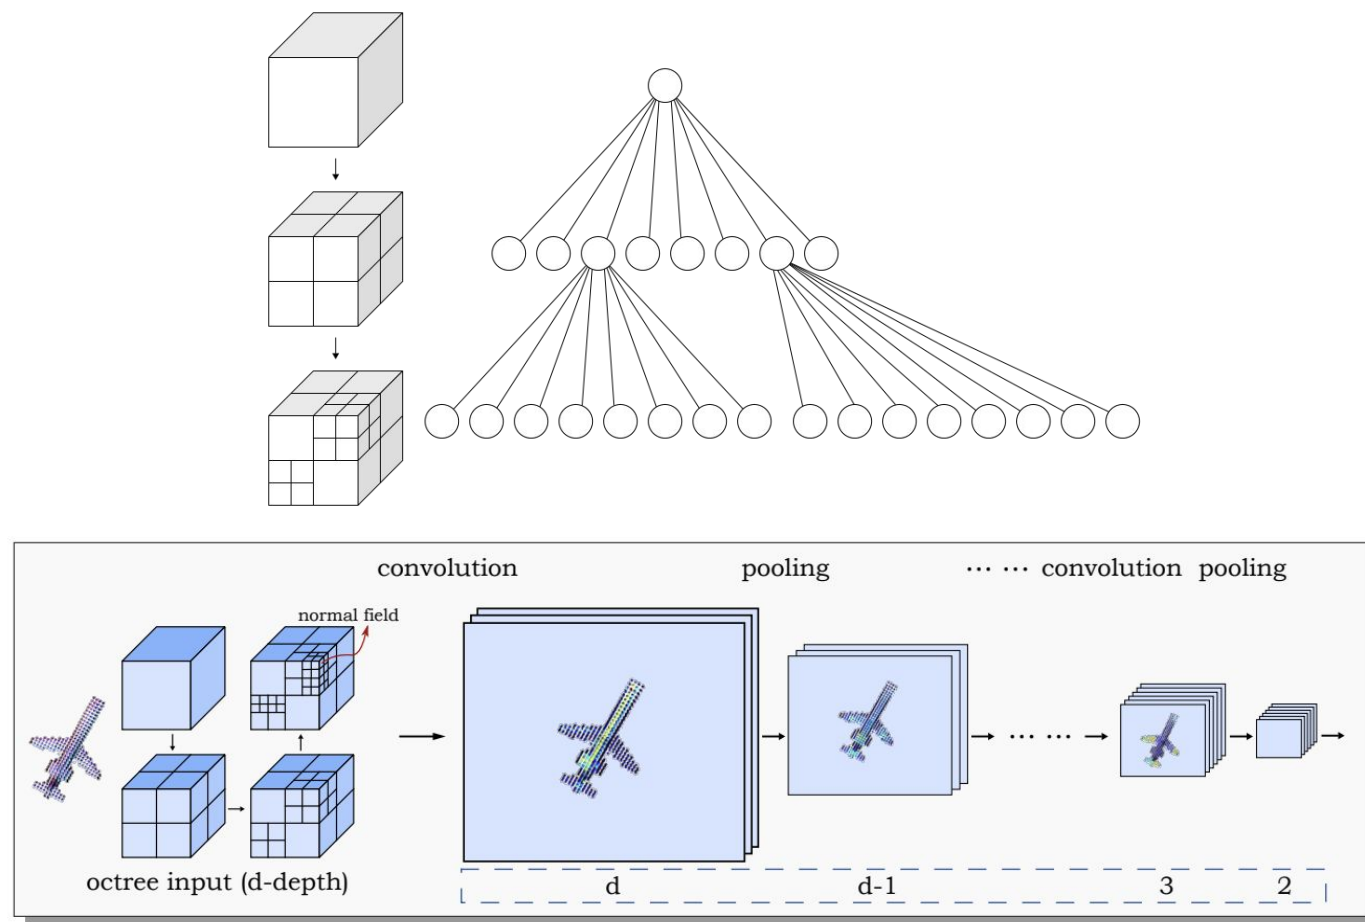 convolution pooling ··· ··· convolution pooling
normal field
··· ···
octree input (d-depth)
d d-1 3 2